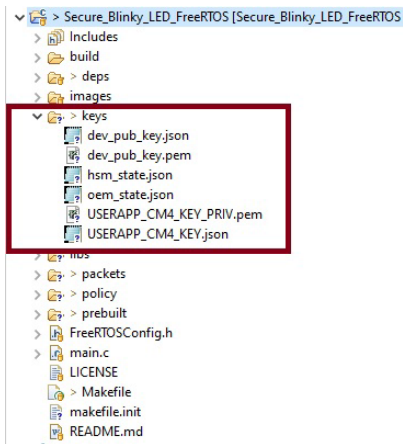 > Secure_Blinky_LED_FreeRTOS [Secure_Blinky_LED_FreeRTOS
Includes
build
> deps
images
> keys
dev_pub_key.json
dev_pub_key.pem
hsm_state.json
oem_state.json
USERAPP_CM4_KEY_PRIV.pem
USERAPP_CM4_KEY.json
libs
> packets
> policy
> prebuilt
FreeRTOSConfig.h
main.c
LICENSE
> Makefile
makefile.init
README.md